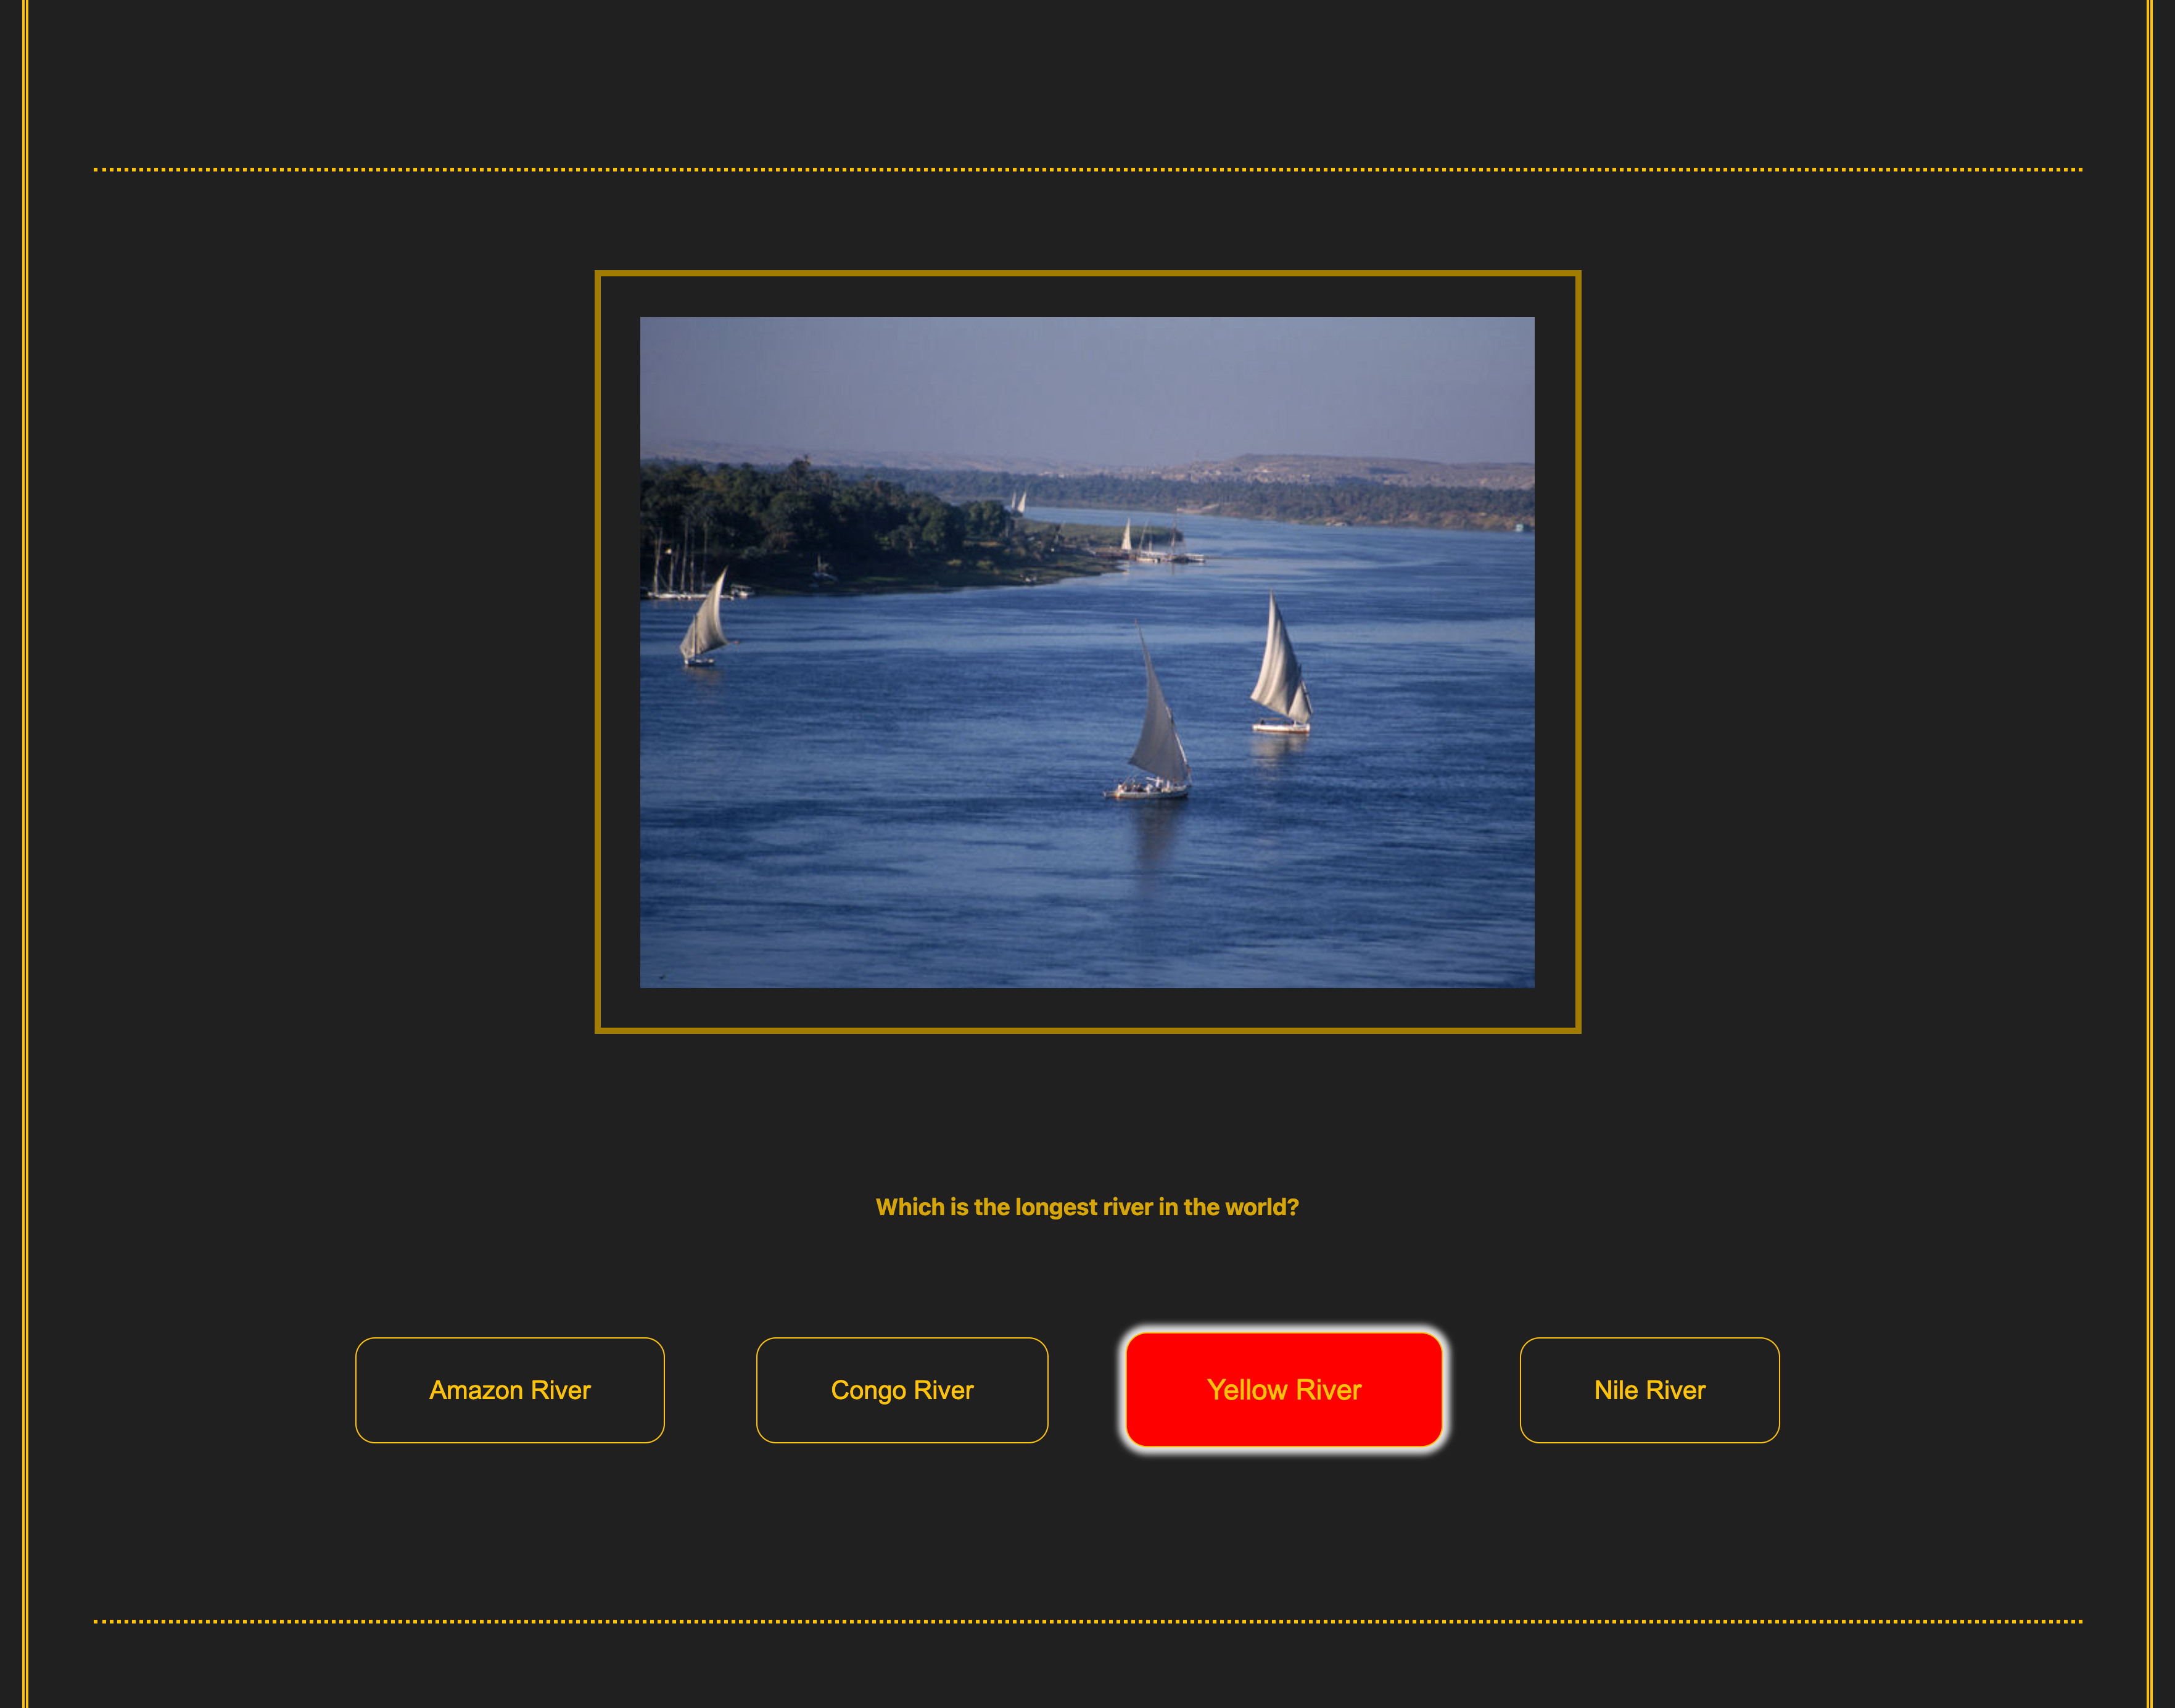 Which is the longest river in the world?
Amazon River
Congo River
Yellow River
Nile River